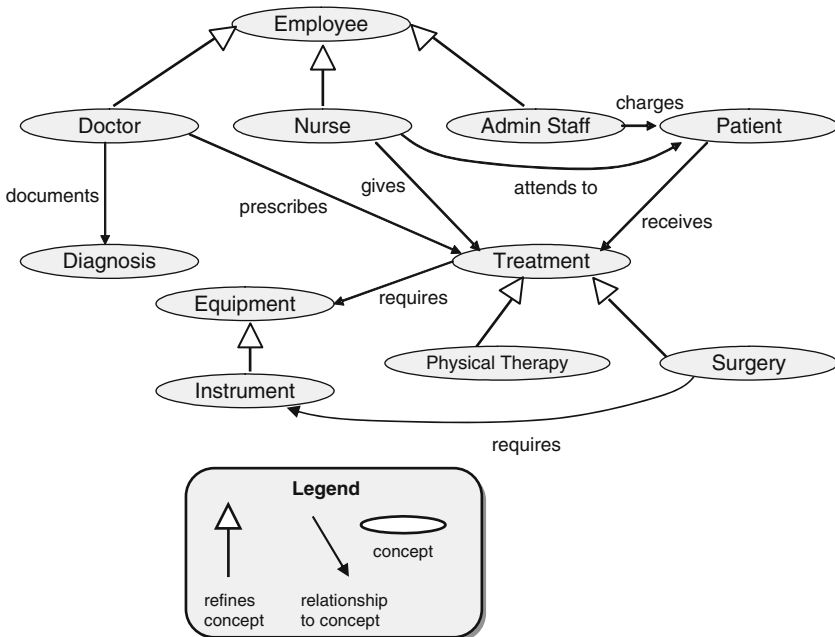 Employee
charges
Doctor
Nurse
Admin Staff
Patient
documents
prescribes
gives
attends to
receives
Diagnosis
Treatment
Equipment
requires
Physical Therapy
Surgery
Instrument
requires
Legend
concept
refines
concept
relationship
to concept